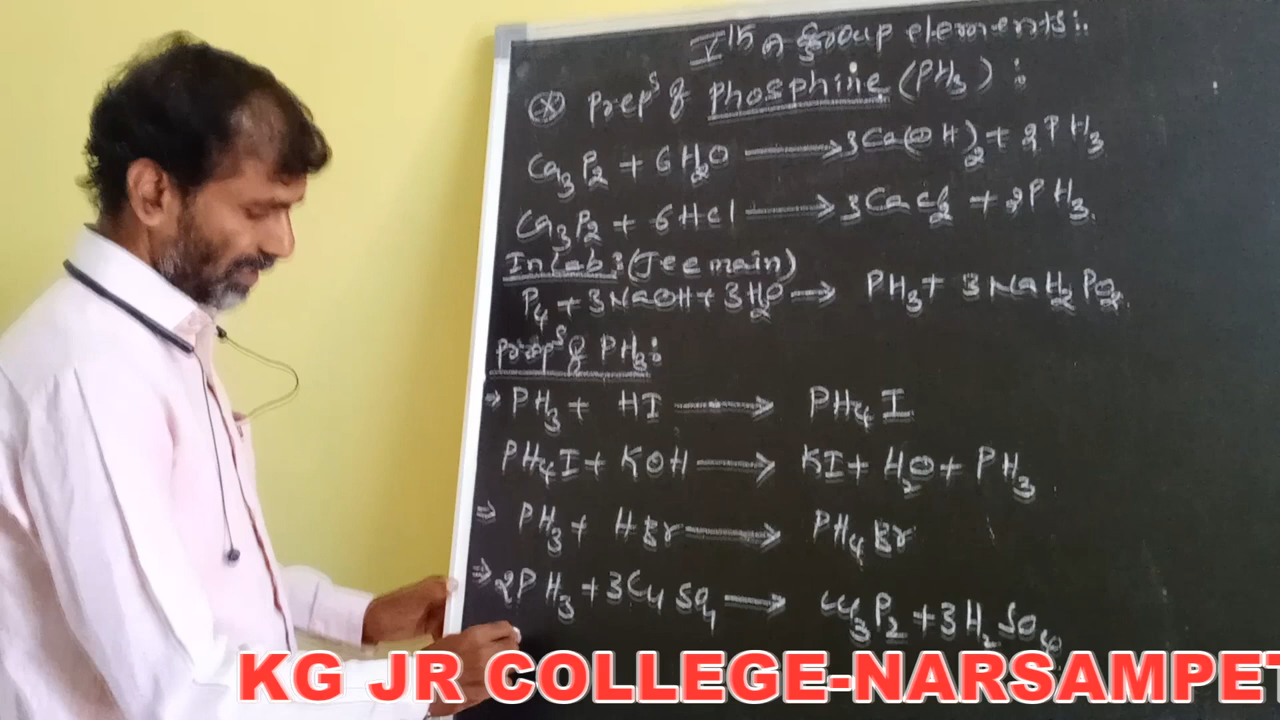 Vth A group elements:
⊛ Prepˢ of Phosphine (PH₃):
Ca₃P₂ + 6H₂O ⟶ 3Ca(OH)₂ + 2PH₃
Ca₃P₂ + 6HCl ⟶ 3CaCl₂ + 2PH₃.
In Lab: (Jee main)
P₄ + 3NaOH + 3H₂O ⟶ PH₃ + 3NaH₂PO₂
Propˢ of PH₃:
⇒ PH₃ + HI ⟶ PH₄I
PH₄I + KOH ⟶ KI + H₂O + PH₃
⇒ PH₃ + HBr ⟶ PH₄Br
⇒ 2PH₃ + 3CuSO₄ ⟶ Cu₃P₂ + 3H₂SO₄
KG JR COLLEGE-NARSAMPET